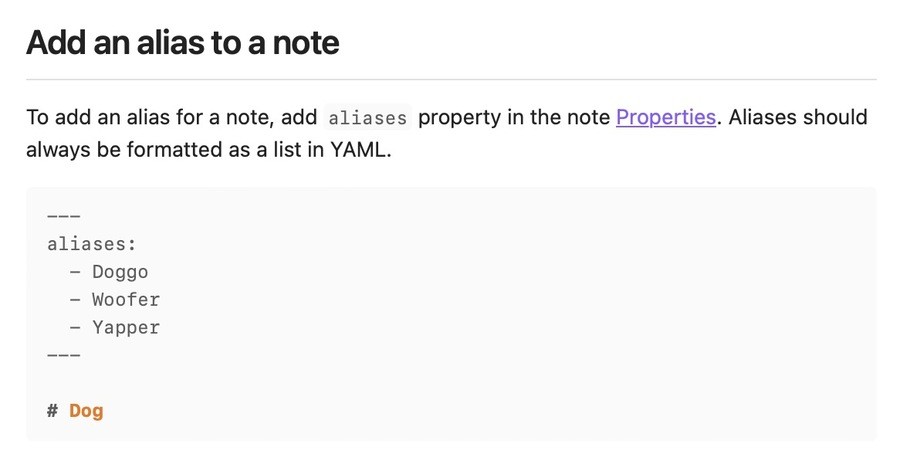 Add an alias to a note
To add an alias for a note, add aliases property in the note Properties. Aliases should
always be formatted as a list in YAML.
---
aliases:
  - Doggo
  - Woofer
  - Yapper
---
# Dog